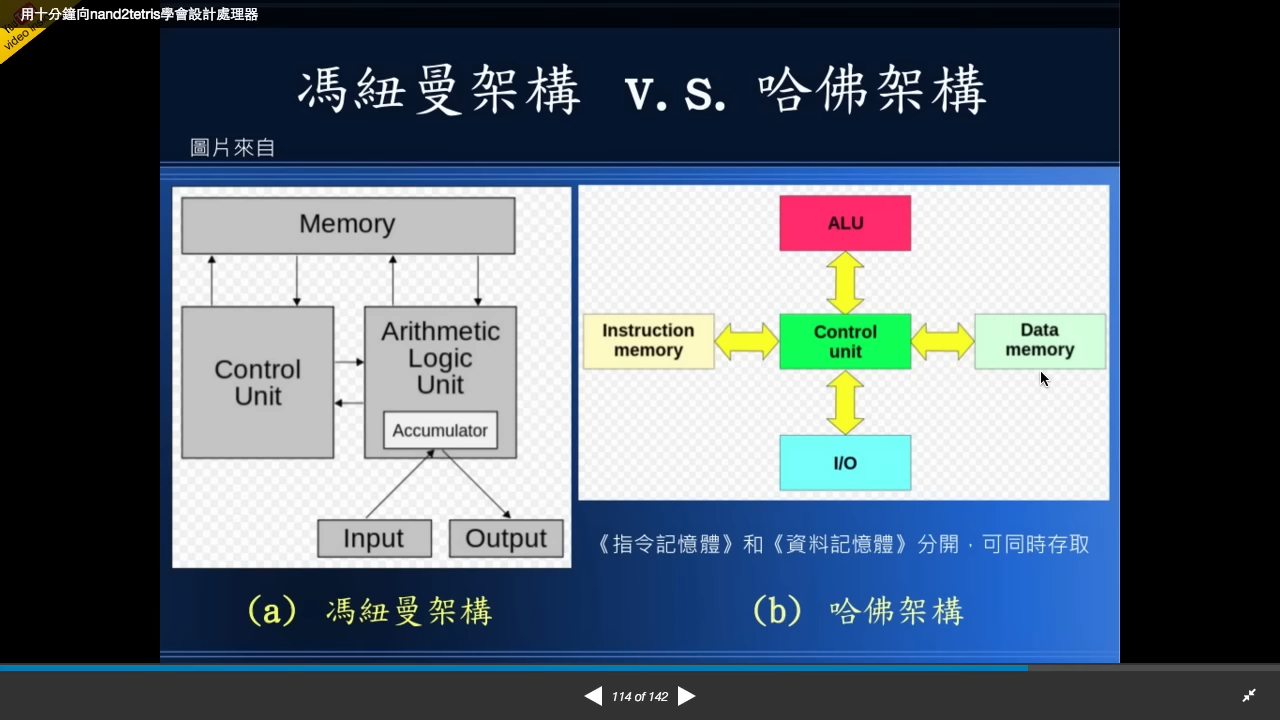 用十分鐘向nand2tetris學會設計處理器
馮紐曼架構 v.s. 哈佛架構
圖片來自
Memory
Control
Unit
Arithmetic
Logic
Unit
Accumulator
Input
Output
ALU
Instruction
memory
Control
unit
Data
memory
I/O
《指令記憶體》和《資料記憶體》分開，可同時存取
(a) 馮紐曼架構
(b) 哈佛架構
114 of 142